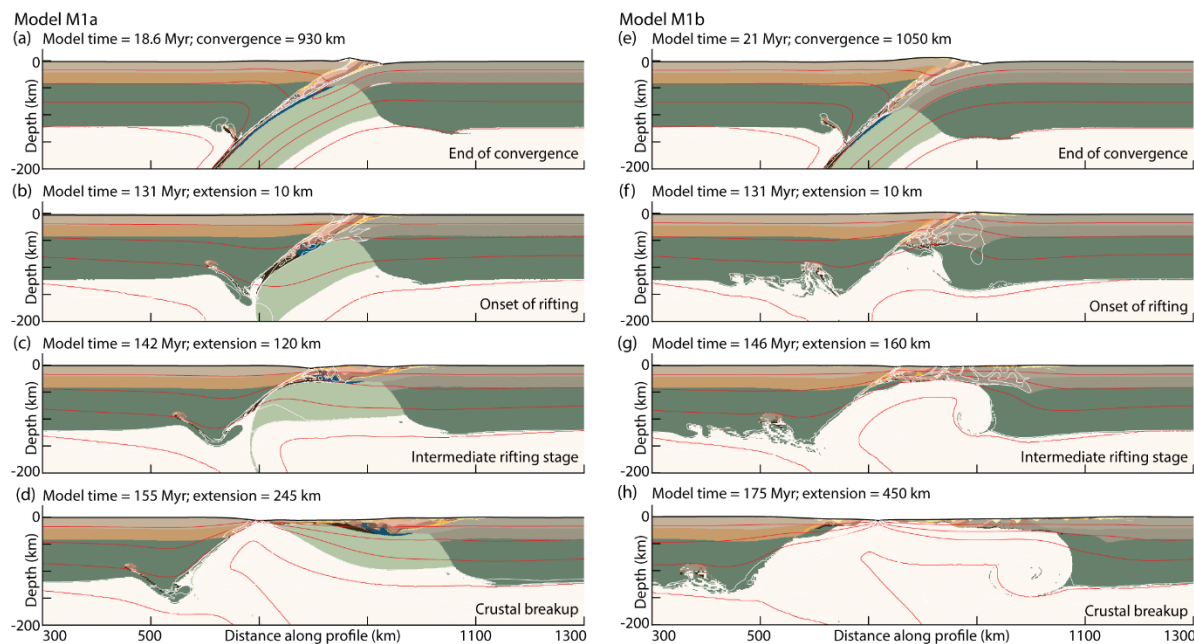 Model M1a
(a) Model time = 18.6 Myr; convergence = 930 km
0
-200
Depth (km)
End of convergence
(b) Model time = 131 Myr; extension = 10 km
0
-200
Depth (km)
Onset of rifting
(c) Model time = 142 Myr; extension = 120 km
0
-200
Depth (km)
Intermediate rifting stage
(d) Model time = 155 Myr; extension = 245 km
0
-200
Depth (km)
Crustal breakup
300 500 Distance along profile (km) 1100 1300
Model M1b
(e) Model time = 21 Myr; convergence = 1050 km
0
-200
Depth (km)
End of convergence
(f) Model time = 131 Myr; extension = 10 km
0
-200
Depth (km)
Onset of rifting
(g) Model time = 146 Myr; extension = 160 km
0
-200
Depth (km)
Intermediate rifting stage
(h) Model time = 175 Myr; extension = 450 km
0
-200
Depth (km)
Crustal breakup
300 500 Distance along profile (km) 1100 1300